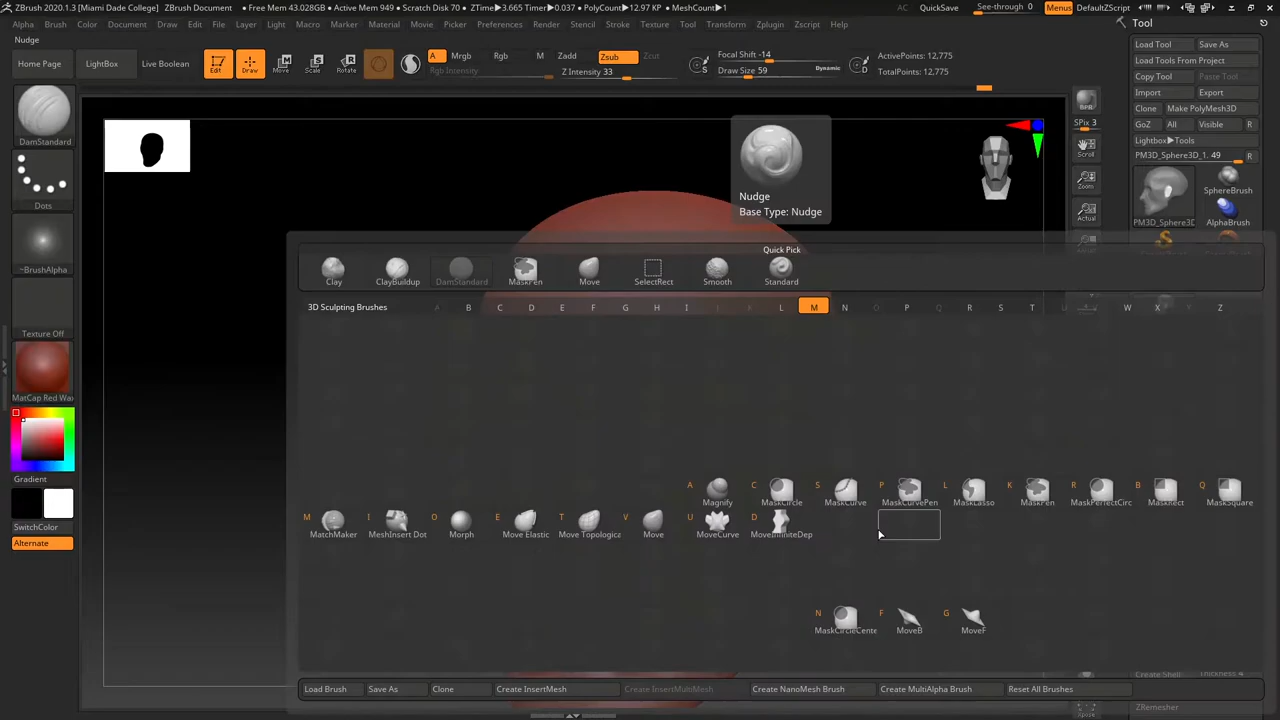 ZBrush 2020.1.3 [Miami Dade College] ZBrush Document • Free Mem 43.028GB • Active Mem 949 • Scratch Disk 70 • ZTime▶3.665 Timer▶0.037 • PolyCount▶12.97 KP • MeshCount▶1 AC QuickSave See-through 0 Menus DefaultZScript
Alpha Brush Color Document Draw Edit File Layer Light Macro Marker Material Movie Picker Preferences Render Stencil Stroke Texture Tool Transform Zplugin Zscript Help
Tool
Nudge
Home Page LightBox Live Boolean Edit Draw Move Scale Rotate
A Mrgb Rgb M Zadd Zsub Zcut
Rgb Intensity Z Intensity 33
Focal Shift -14
Draw Size 59 Dynamic
S D
ActivePoints: 12,775
TotalPoints: 12,775
Load Tool Save As
Load Tools From Project
Copy Tool Paste Tool
Import Export
Clone Make PolyMesh3D
GoZ All Visible R
Lightbox▶Tools
PM3D_Sphere3D_1. 49 R
PM3D_Sphere3D
SphereBrush
AlphaBrush
BPR
SPix 3
Scroll
Zoom
Actual
DamStandard
Dots
~BrushAlpha
Texture Off
MatCap Red Wax
Gradient
SwitchColor
Alternate
Nudge
Base Type: Nudge
Quick Pick
Clay ClayBuildup DamStandard MaskPen Move SelectRect Smooth Standard
3D Sculpting Brushes A B C D E F G H I J K L M N O P Q R S T U V W X Y Z
A Magnify C MaskCircle S MaskCurve P MaskCurvePen L MaskLasso K MaskPen R MaskPerfectCirc B MaskRect Q MaskSquare
M MatchMaker I MeshInsert Dot O Morph E Move Elastic T Move Topologica V Move U MoveCurve D MoveInfiniteDep
N MaskCircleCente F MoveB G MoveF
Load Brush Save As Clone Create InsertMesh Create InsertMultiMesh Create NanoMesh Brush Create MultiAlpha Brush Reset All Brushes
Create Shell Thickness 4
ZRemesher
Xpose